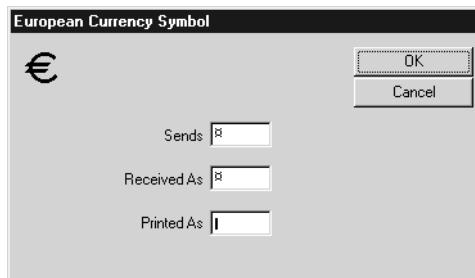 European Currency Symbol
€
OK
Cancel
Sends ¤
Received As ¤
Printed As